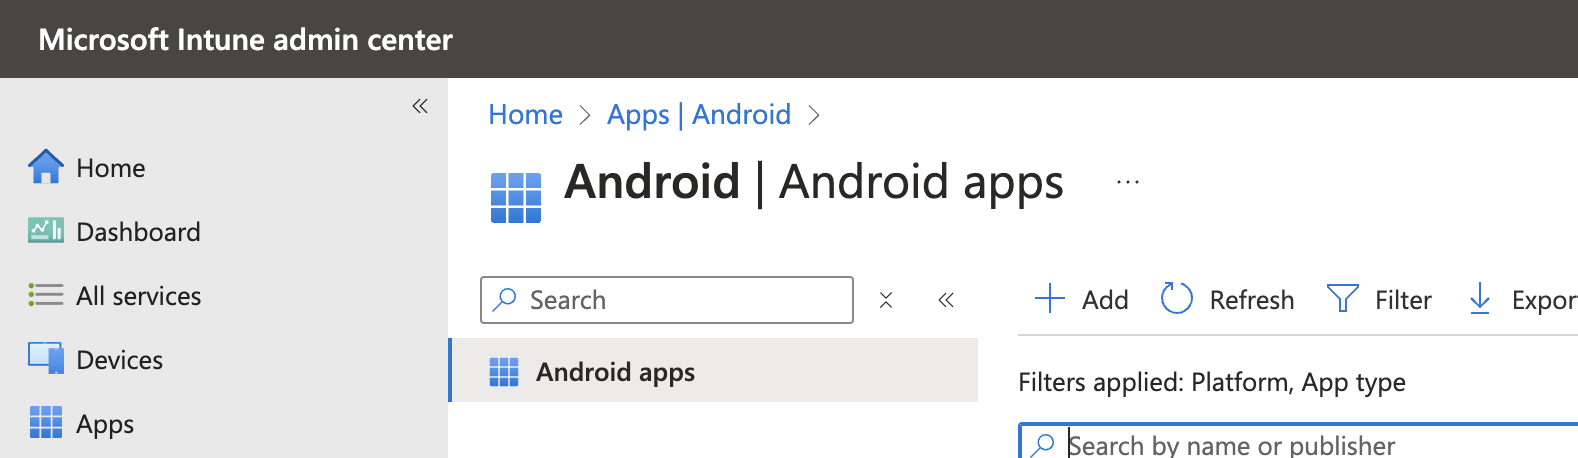 Microsoft Intune admin center
Home
Dashboard
All services
Devices
Apps
Home > Apps | Android >
Android | Android apps ...
Search
Android apps
Add Refresh Filter Expor
Filters applied: Platform, App type
Search by name or publisher